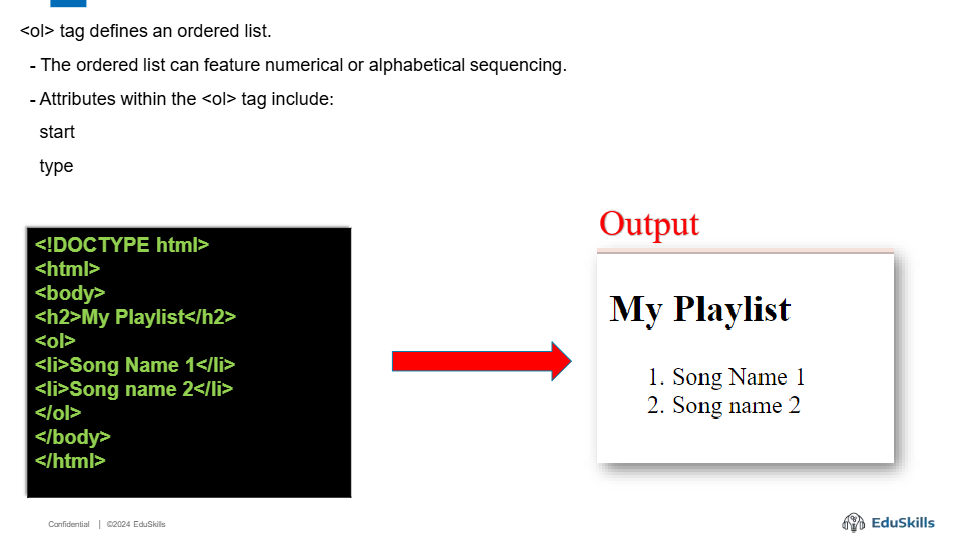 <ol> tag defines an ordered list.
- The ordered list can feature numerical or alphabetical sequencing.
- Attributes within the <ol> tag include:
start
type
<!DOCTYPE html>
<html>
<body>
<h2>My Playlist</h2>
<ol>
<li>Song Name 1</li>
<li>Song name 2</li>
</ol>
</body>
</html>
Output
My Playlist
1. Song Name 1
2. Song name 2
Confidential | ©2024 EduSkills
EduSkills